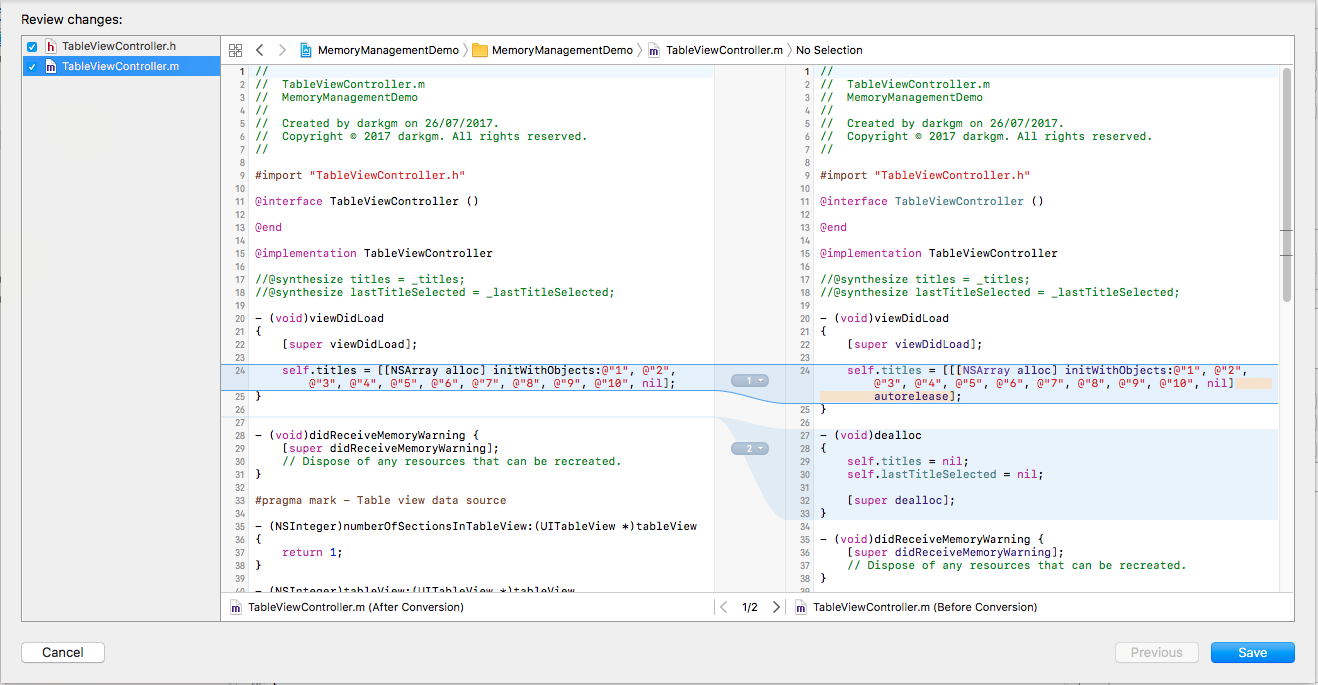 Review changes:
TableViewController.h
TableViewController.m
MemoryManagementDemo 〉 MemoryManagementDemo 〉 TableViewController.m 〉 No Selection
1 //
2 //  TableViewController.m
3 //  MemoryManagementDemo
4 //
5 //  Created by darkgm on 26/07/2017.
6 //  Copyright © 2017 darkgm. All rights reserved.
7 //
8
9 #import "TableViewController.h"
10
11 @interface TableViewController ()
12
13 @end
14
15 @implementation TableViewController
16
17 //@synthesize titles = _titles;
18 //@synthesize lastTitleSelected = _lastTitleSelected;
19
20 - (void)viewDidLoad
21 {
22     [super viewDidLoad];
23
24     self.titles = [[NSArray alloc] initWithObjects:@"1", @"2",
@"3", @"4", @"5", @"6", @"7", @"8", @"9", @"10", nil];
25 }
26
27
28 - (void)didReceiveMemoryWarning {
29     [super didReceiveMemoryWarning];
30     // Dispose of any resources that can be recreated.
31 }
32
33 #pragma mark - Table view data source
34
35 - (NSInteger)numberOfSectionsInTableView:(UITableView *)tableView
36 {
37     return 1;
38 }
39
40 - (NSInteger)tableView:(UITableView *)tableView
1
2
1 //
2 //  TableViewController.m
3 //  MemoryManagementDemo
4 //
5 //  Created by darkgm on 26/07/2017.
6 //  Copyright © 2017 darkgm. All rights reserved.
7 //
8
9 #import "TableViewController.h"
10
11 @interface TableViewController ()
12
13 @end
14
15 @implementation TableViewController
16
17 //@synthesize titles = _titles;
18 //@synthesize lastTitleSelected = _lastTitleSelected;
19
20 - (void)viewDidLoad
21 {
22     [super viewDidLoad];
23
24     self.titles = [[[NSArray alloc] initWithObjects:@"1", @"2",
@"3", @"4", @"5", @"6", @"7", @"8", @"9", @"10", nil]
autorelease];
25 }
26
27 - (void)dealloc
28 {
29     self.titles = nil;
30     self.lastTitleSelected = nil;
31
32     [super dealloc];
33 }
34
35 - (void)didReceiveMemoryWarning {
36     [super didReceiveMemoryWarning];
37     // Dispose of any resources that can be recreated.
38 }
39
TableViewController.m (After Conversion)
1/2
TableViewController.m (Before Conversion)
Cancel
Previous
Save